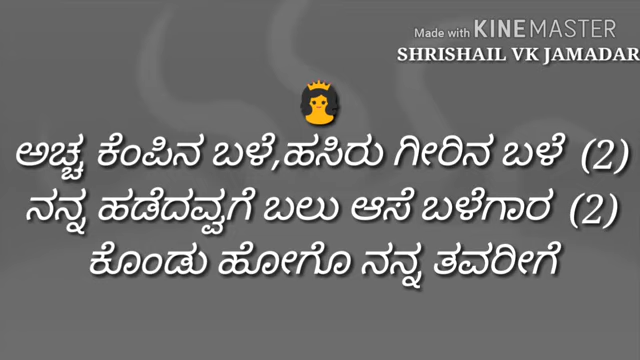 Made with KINEMASTER
SHRISHAIL VK JAMADAR
ಅಚ್ಚ ಕೆಂಪಿನ ಬಳೆ,ಹಸಿರು ಗೀರಿನ ಬಳೆ (2)
ನನ್ನ ಹಡೆದವ್ವಗೆ ಬಲು ಆಸೆ ಬಳೆಗಾರ (2)
ಕೊಂಡು ಹೋಗೊ ನನ್ನ ತವರೀಗೆ